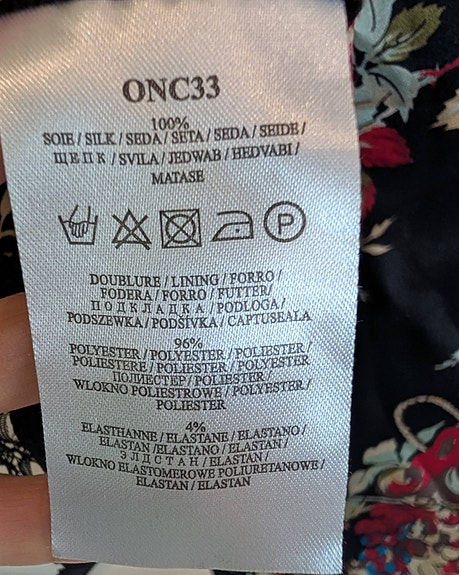 ONC33
100%
SOIE / SILK / SEDA / SETA / SEDA / SEIDE /
ЩЕПК / SVILA / JEDWAB / HEDVABI /
MATASE
P
DOUBLURE / LINING / FORRO /
FODERA / FORRO / FUTTER/
ПОДКЛАДКА / PODLOGA /
PODSZEWKA / PODŠÍVKA / CAPTUSEALA
96%
POLYESTER / POLYESTER / POLIESTER /
POLIESTERE / POLIESTER / POLYESTER
ПОЛИЕСТЕР / POLIESTER /
WLOKNO POLIESTROWE / POLYESTER /
POLIESTER
4%
ELASTHANNE / ELASTANE / ELASTANO /
ELASTAN / ELASTANO / ELASTAN /
ЭЛІСТАН / ELASTAN /
WLOKNO ELASTOMEROWE POLIURETANOWE /
ELASTAN / ELASTAN